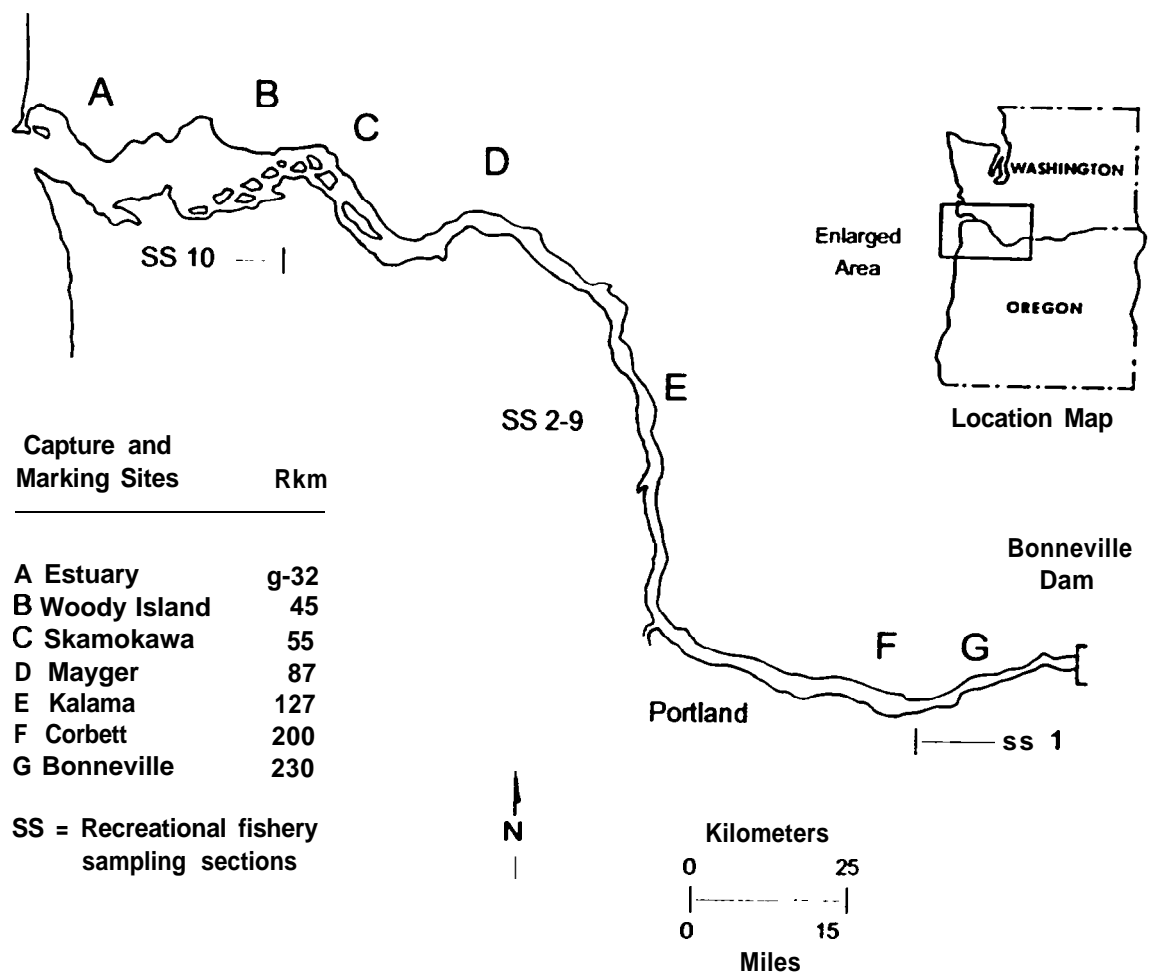 A
B
C
D
WASHINGTON
Enlarged
Area
OREGON
Location Map
SS 10
E
SS 2-9
Capture and
Marking Sites Rkm
A Estuary g-32
B Woody Island 45
C Skamokawa 55
D Mayger 87
E Kalama 127
F Corbett 200
G Bonneville 230
SS = Recreational fishery
sampling sections
Bonneville
Dam
F G
Portland
ss 1
N
Kilometers
0 25
0 15
Miles